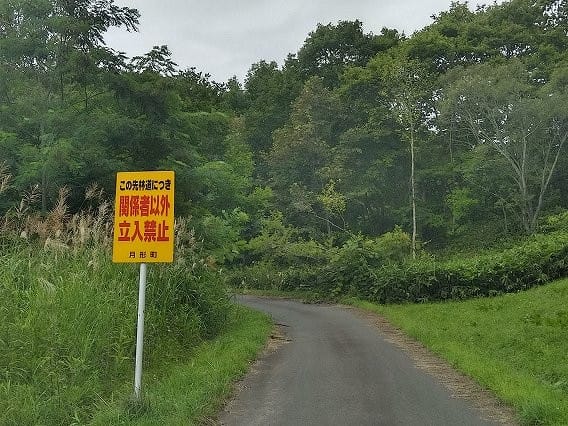 この先林道につき
関係者以外
立入禁止
月形町